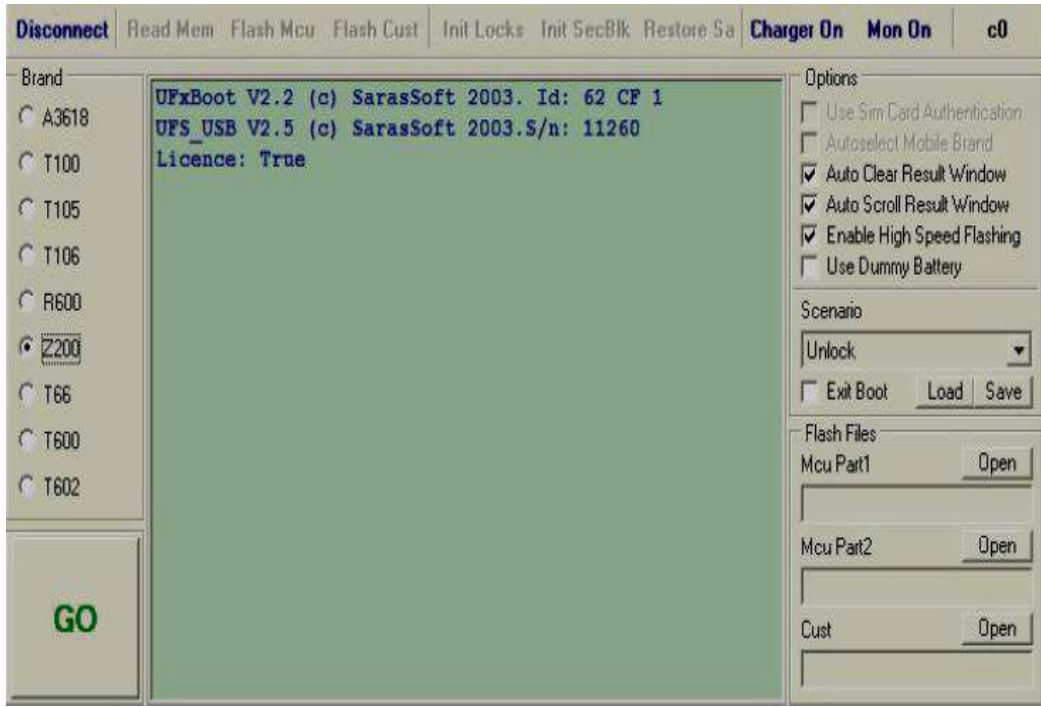 Disconnect Read Mem Flash Mcu Flash Cust Init Locks Init SecBlk Restore Sa Charger On Mon On c0
Brand
A3618
T100
T105
T106
R600
Z200
T66
T600
T602
GO
UFxBoot V2.2 (c) SarasSoft 2003. Id: 62 CF 1
UFS_USB V2.5 (c) SarasSoft 2003.S/n: 11260
Licence: True
Options
Use Sim Card Authentication
Autoselect Mobile Brand
Auto Clear Result Window
Auto Scroll Result Window
Enable High Speed Flashing
Use Dummy Battery
Scenario
Unlock
Exit Boot Load Save
Flash Files
Mcu Part1 Open
Mcu Part2 Open
Cust Open